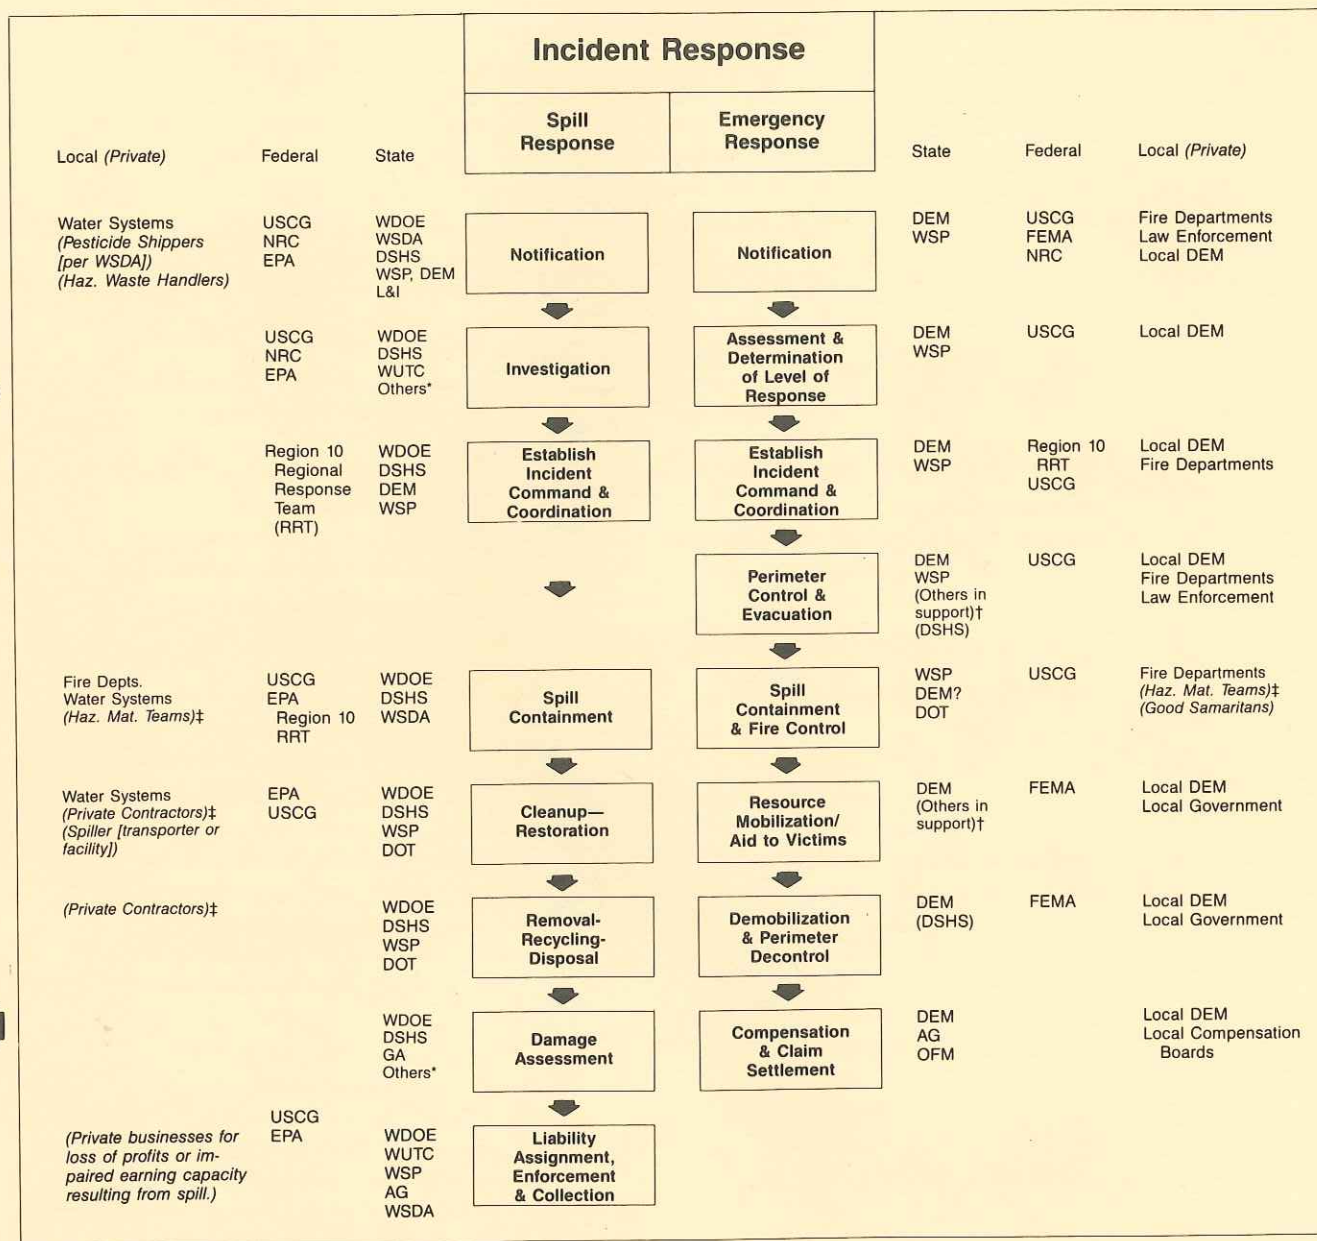 Incident Response
Spill
Response
Emergency
Response
Local (Private)
Federal
State
State
Federal
Local (Private)
Water Systems
(Pesticide Shippers
[per WSDA])
(Haz. Waste Handlers)
USCG
NRC
EPA
WDOE
WSDA
DSHS
WSP, DEM
L&I
Notification
Notification
DEM
WSP
USCG
FEMA
NRC
Fire Departments
Law Enforcement
Local DEM
USCG
NRC
EPA
WDOE
DSHS
WUTC
Others*
Investigation
Assessment &
Determination
of Level of
Response
DEM
WSP
USCG
Local DEM
Region 10
Regional
Response
Team
(RRT)
WDOE
DSHS
DEM
WSP
Establish
Incident
Command &
Coordination
Establish
Incident
Command &
Coordination
DEM
WSP
Region 10
RRT
USCG
Local DEM
Fire Departments
Perimeter
Control &
Evacuation
DEM
WSP
(Others in
support)†
(DSHS)
USCG
Local DEM
Fire Departments
Law Enforcement
Fire Depts.
Water Systems
(Haz. Mat. Teams)‡
USCG
EPA
Region 10
RRT
WDOE
DSHS
WSDA
Spill
Containment
Spill
Containment
& Fire Control
WSP
DEM?
DOT
USCG
Fire Departments
(Haz. Mat. Teams)‡
(Good Samaritans)
Water Systems
(Private Contractors)‡
(Spiller [transporter or
facility])
EPA
USCG
WDOE
DSHS
WSP
DOT
Cleanup—
Restoration
Resource
Mobilization/
Aid to Victims
DEM
(Others in
support)†
FEMA
Local DEM
Local Government
(Private Contractors)‡
WDOE
DSHS
WSP
DOT
Removal-
Recycling-
Disposal
Demobilization
& Perimeter
Decontrol
DEM
(DSHS)
FEMA
Local DEM
Local Government
WDOE
DSHS
GA
Others*
Damage
Assessment
Compensation
& Claim
Settlement
DEM
AG
OFM
Local DEM
Local Compensation
Boards
(Private businesses for
loss of profits or im-
paired earning capacity
resulting from spill.)
USCG
EPA
WDOE
WUTC
WSP
AG
WSDA
Liability
Assignment,
Enforcement
& Collection